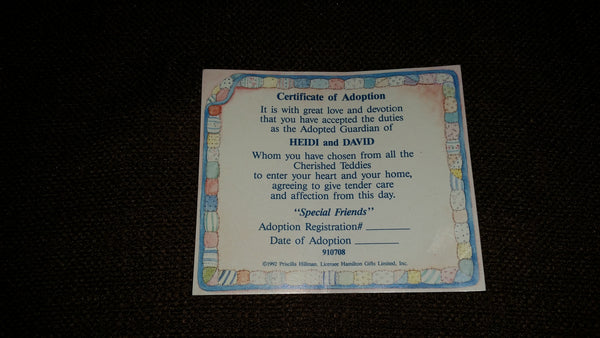 Certificate of Adoption
It is with great love and devotion
that you have accepted the duties
as the Adopted Guardian of
HEIDI and DAVID
Whom you have chosen from all the
Cherished Teddies
to enter your heart and your home,
agreeing to give tender care
and affection from this day.
"Special Friends"
Adoption Registration# ________
Date of Adoption ________
910708
©1992 Priscilla Hillman, Licensee Hamilton Gifts Limited, Inc.